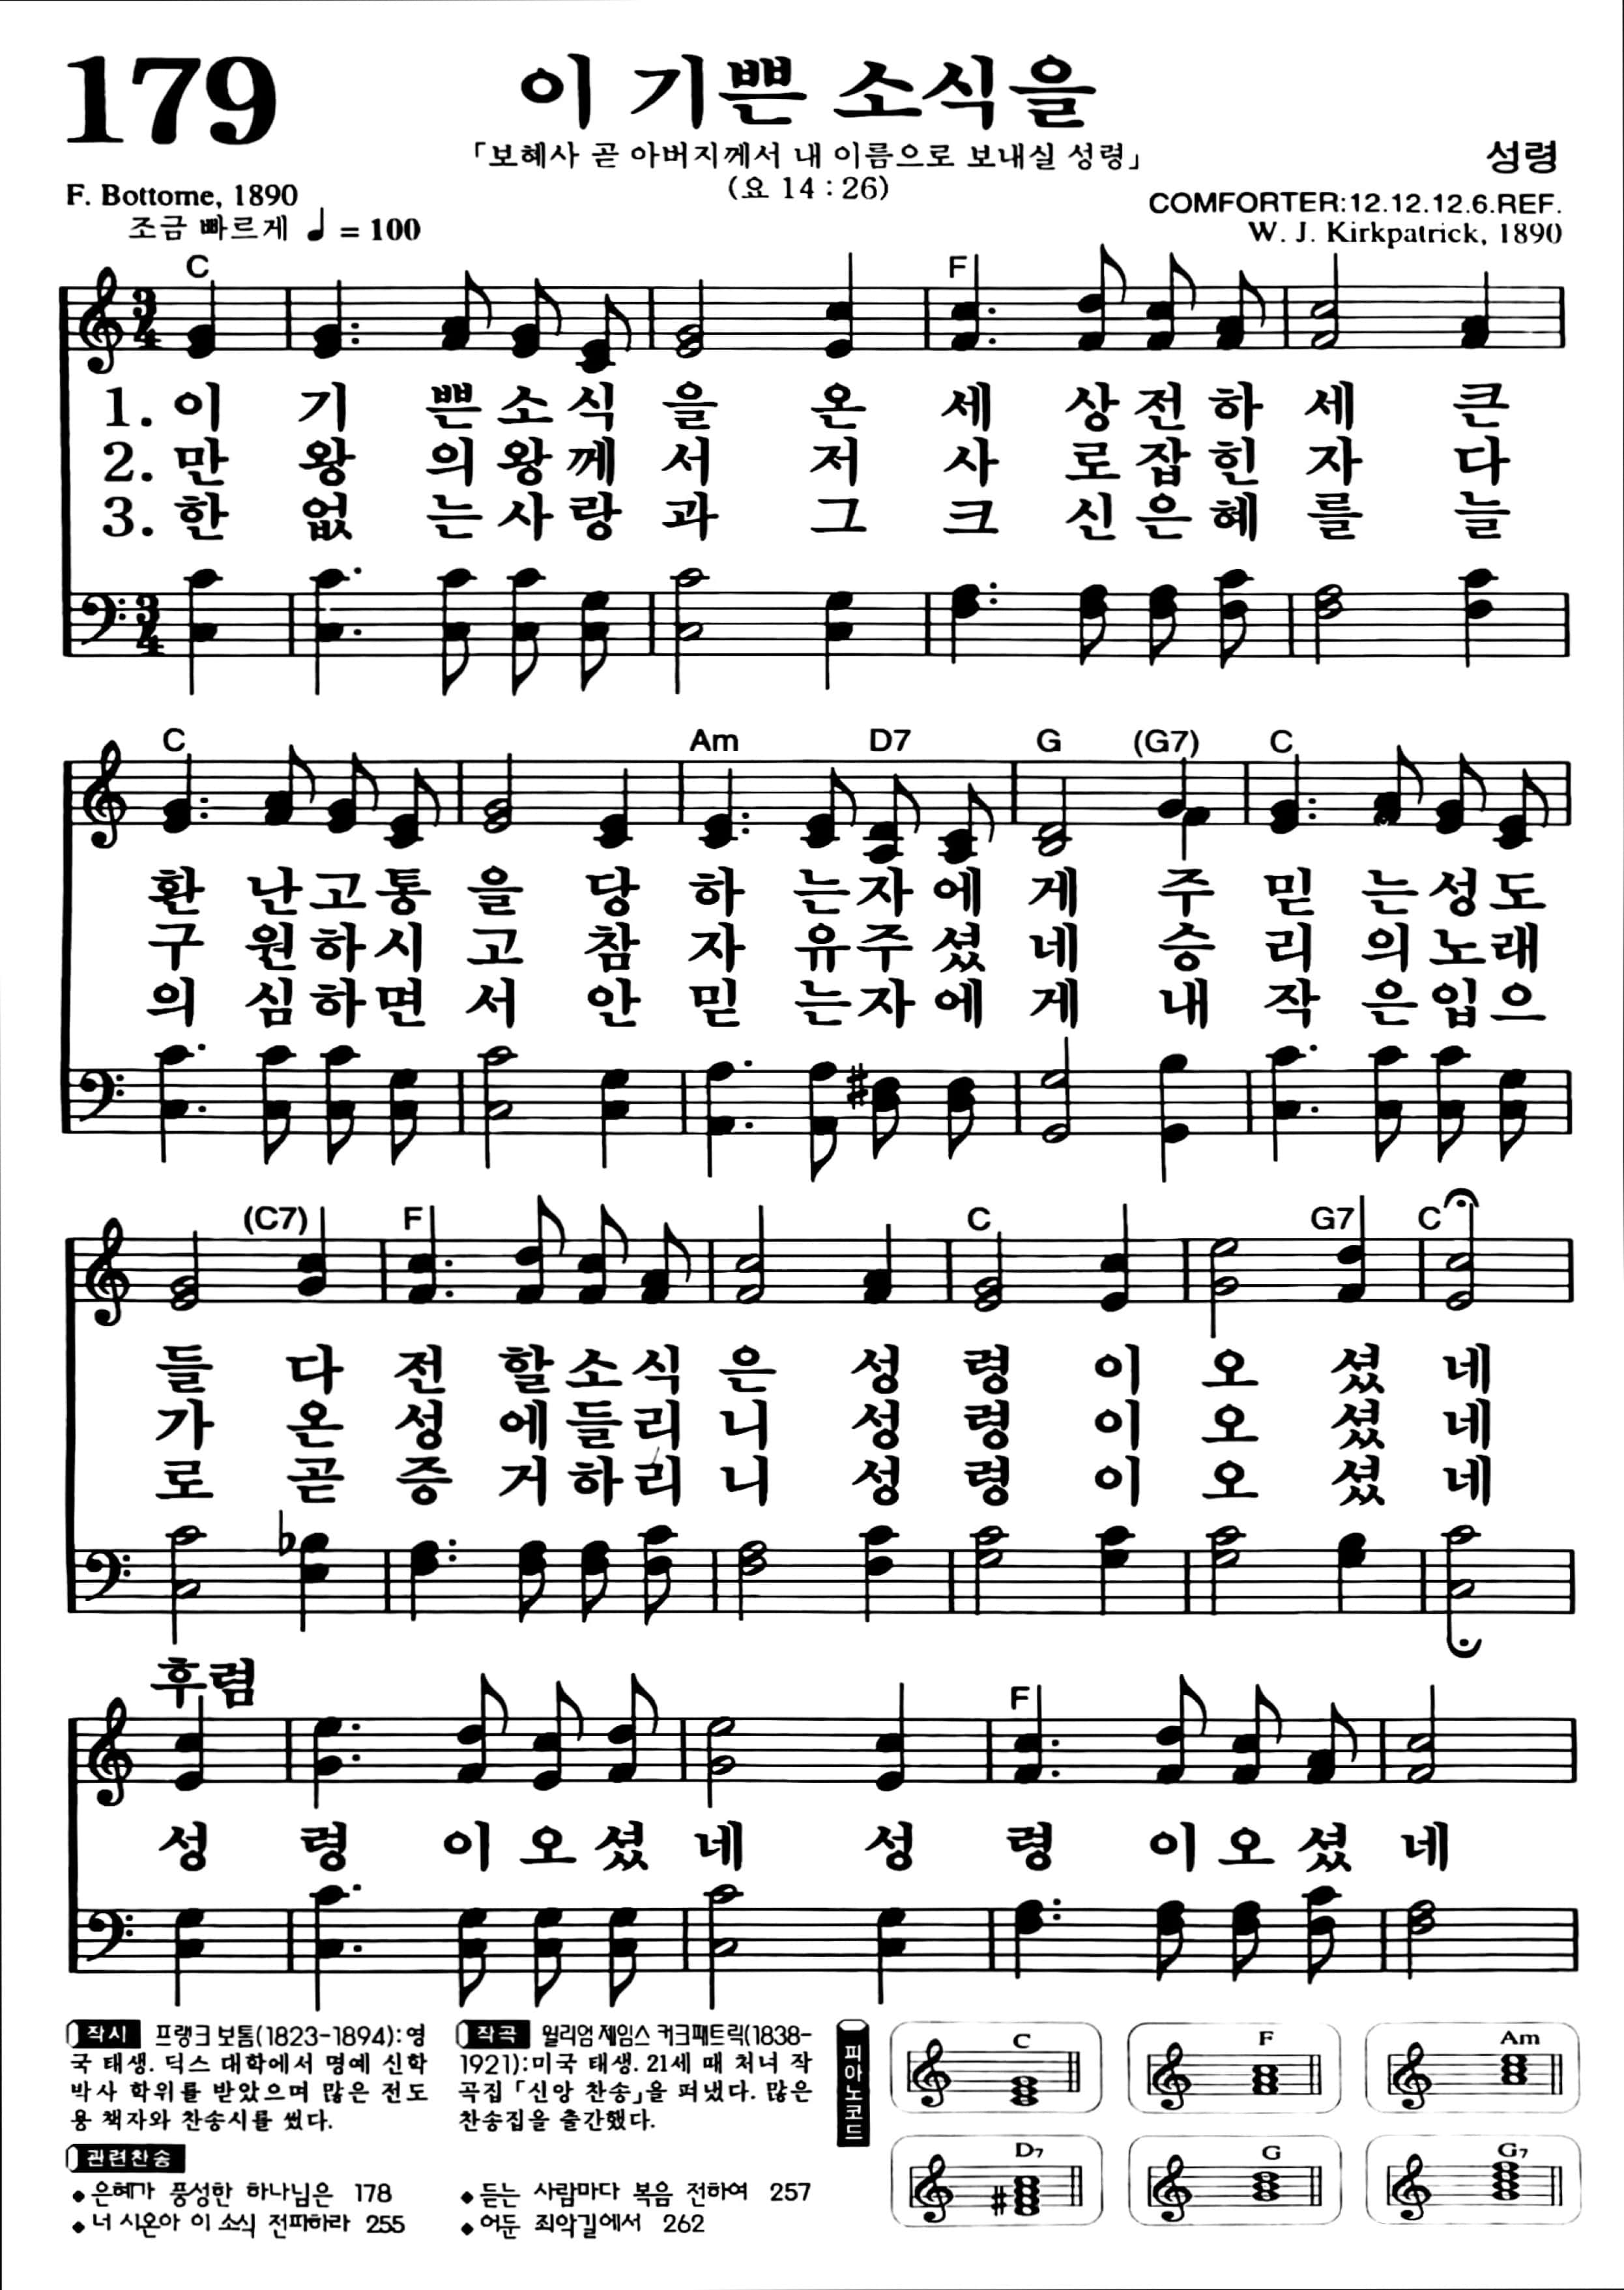 179
이 기쁜 소식을
「보혜사 곧 아버지께서 내 이름으로 보내실 성령」
(요 14 : 26)
성령
F. Bottome, 1890
조금 빠르게 ♩ = 100
COMFORTER:12.12.12.6.REF.
W. J. Kirkpatrick, 1890
C F
3/4
1. 이 기 쁜 소 식 을 온 세 상 전 하 세 큰
2. 만 왕 의 왕 께 서 저 사 로 잡 힌 자 다
3. 한 없 는 사 랑 과 그 크 신 은 혜 를 늘
3/4
C Am D7 G (G7) C
환 난 고 통 을 당 하 는 자 에 게 주 믿 는 성 도
구 원 하 시 고 참 자 유 주 셨 네 승 리 의 노 래
의 심 하 면 서 안 믿 는 자 에 게 내 작 은 입 으
(C7) F C G7 C
들 다 전 할 소 식 은 성 령 이 오 셨 네
가 온 성 에 들 리 니 성 령 이 오 셨 네
로 곧 증 거 하 리 니 성 령 이 오 셨 네
후렴
F
성 령 이 오 셨 네 성 령 이 오 셨 네
작시 프랭크 보톰(1823-1894):영
국 태생. 딕스 대학에서 명예 신학
박사 학위를 받았으며 많은 전도
용 책자와 찬송시를 썼다.
작곡 윌리엄 제임스 커크패트릭(1838-
1921):미국 태생. 21세 때 처녀 작
곡집 「신앙 찬송」을 펴냈다. 많은
찬송집을 출간했다.
관련찬송
◆은혜가 풍성한 하나님은 178
◆너 시온아 이 소식 전파하라 255
◆듣는 사람마다 복음 전하여 257
◆어둔 죄악길에서 262
피아노코드
C F Am
D7 G G7